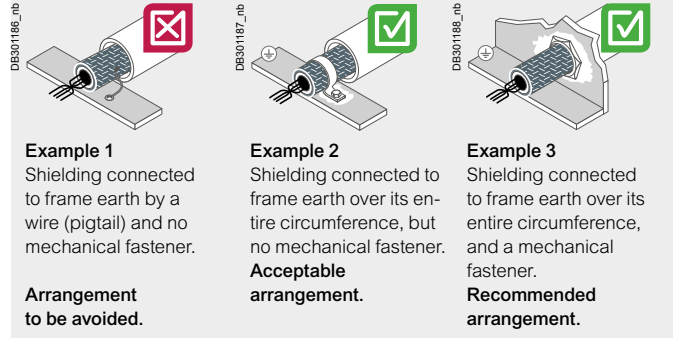 DB301186_nb
Example 1
Shielding connected
to frame earth by a
wire (pigtail) and no
mechanical fastener.
Arrangement
to be avoided.
DB301187_nb
Example 2
Shielding connected to
frame earth over its en-
tire circumference, but
no mechanical fastener.
Acceptable
arrangement.
DB301188_nb
Example 3
Shielding connected
to frame earth over its
entire circumference,
and a mechanical
fastener.
Recommended
arrangement.